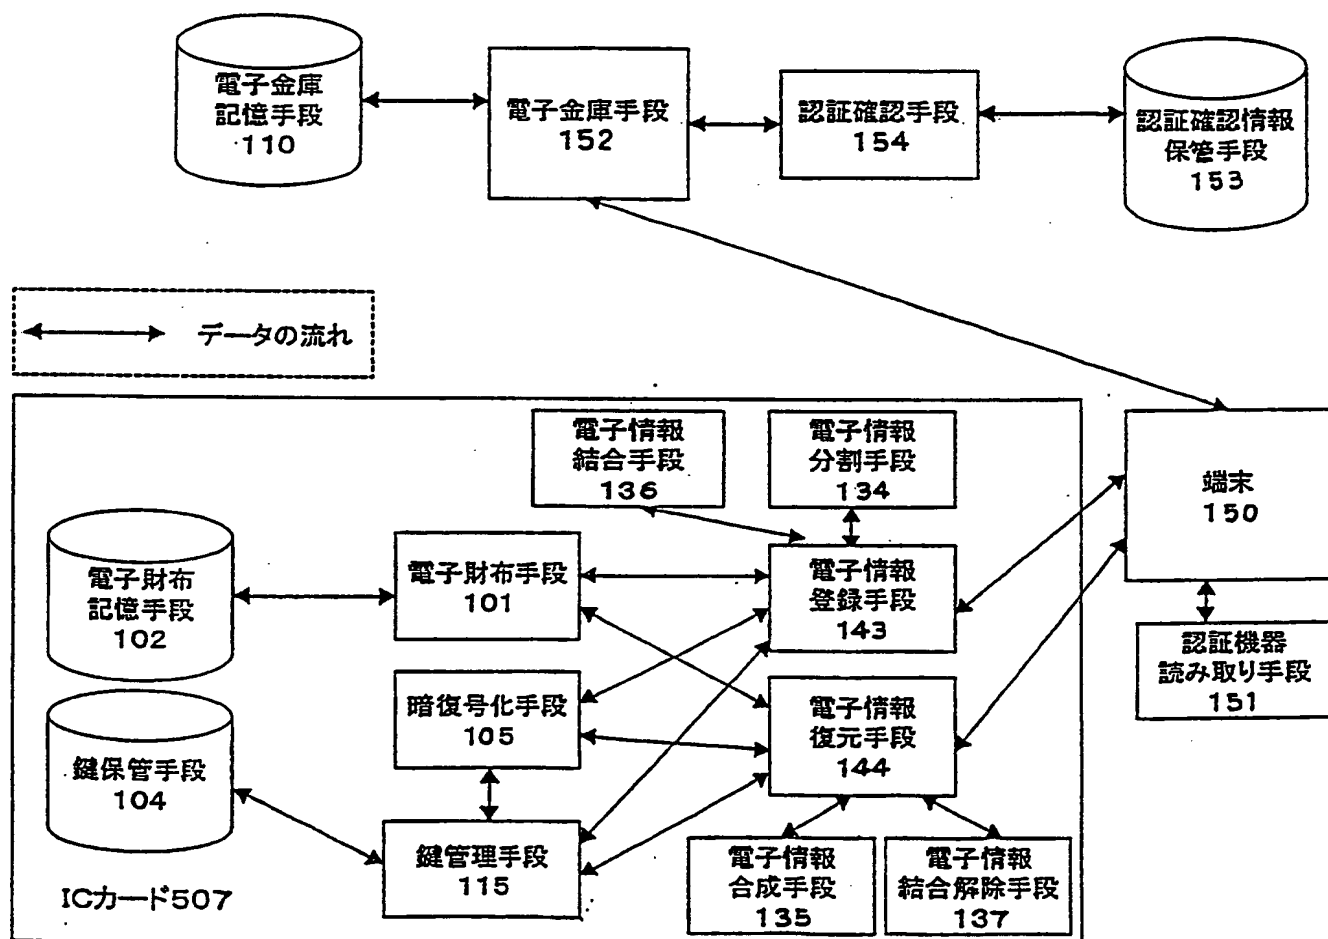 電子金庫
記憶手段
110
電子金庫手段
152
認証確認手段
154
認証確認情報
保管手段
153
データの流れ
電子情報
結合手段
136
電子情報
分割手段
134
端末
150
電子財布
記憶手段
102
電子財布手段
101
電子情報
登録手段
143
認証機器
読み取り手段
151
暗復号化手段
105
電子情報
復元手段
144
鍵保管手段
104
鍵管理手段
115
電子情報
合成手段
135
電子情報
結合解除手段
137
ICカード507